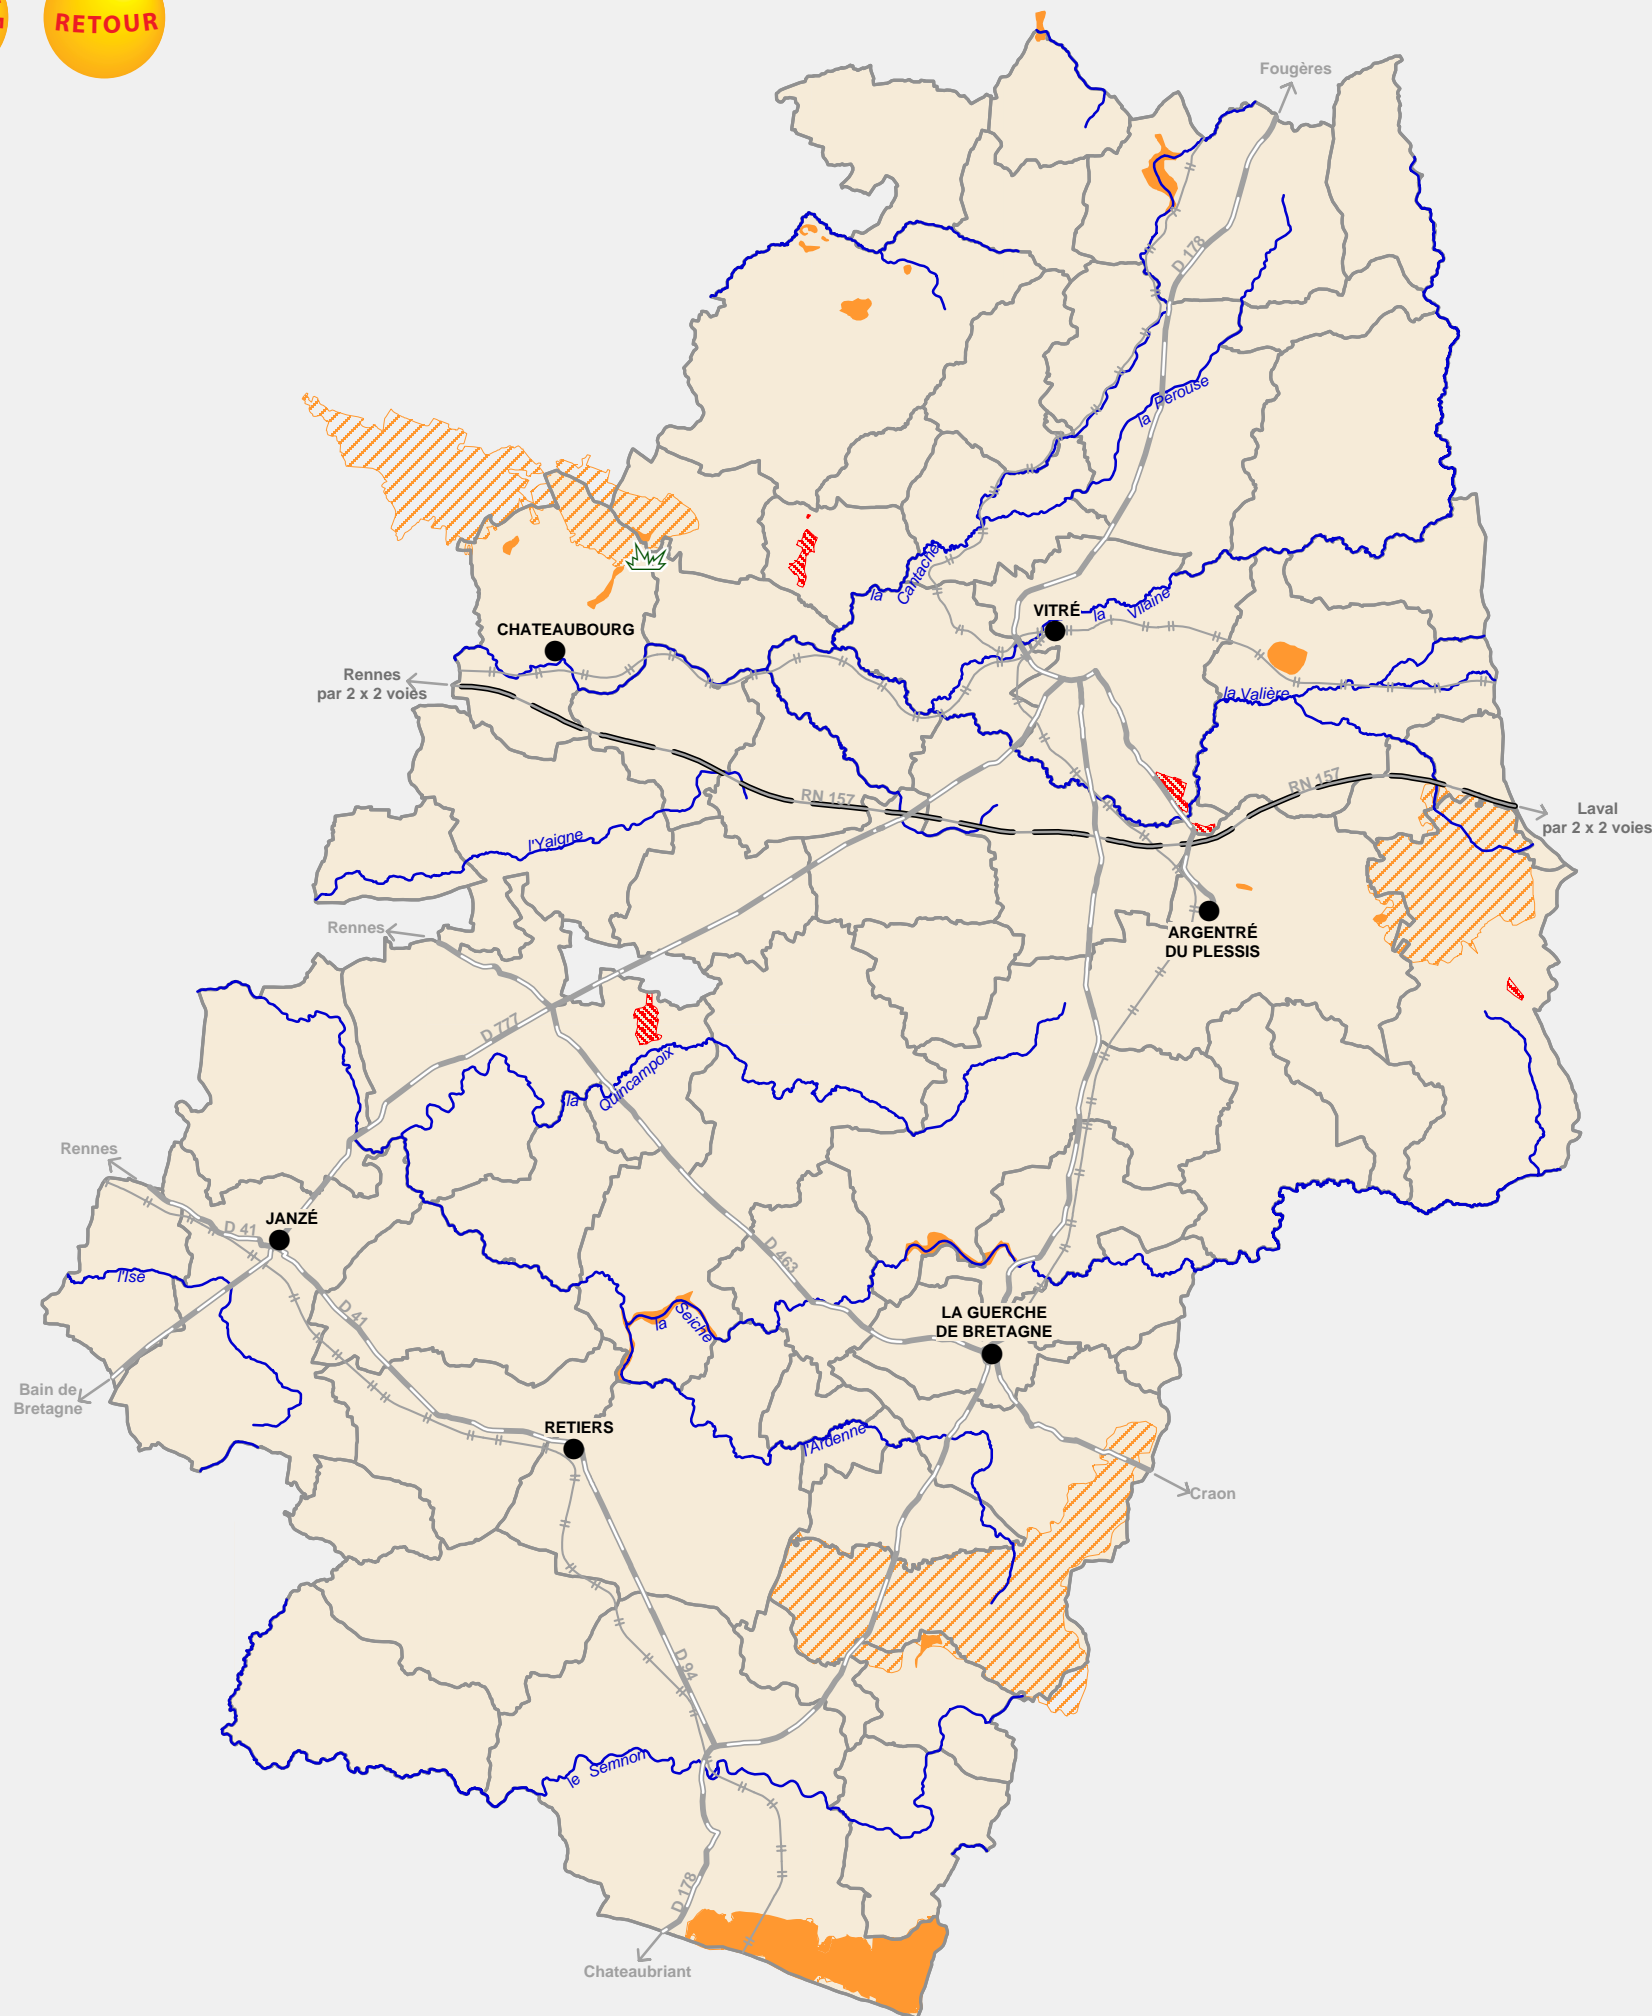 RETOUR
Fougères
D 178
la Pérouse
la Cantache
VITRÉ
la Vilaine
CHATEAUBOURG
Rennes
par 2 x 2 voies
la Valière
RN 157
RN 157
Laval
par 2 x 2 voies
l'Yaigne
Rennes
ARGENTRÉ
DU PLESSIS
D 777
la Quincampoix
Rennes
JANZÉ
D 41
D 463
l'Ise
D 41
la Seiche
LA GUERCHE
DE BRETAGNE
Bain de
Bretagne
RETIERS
l'Ardenne
Craon
D 94
le Semnon
D 178
Chateaubriant